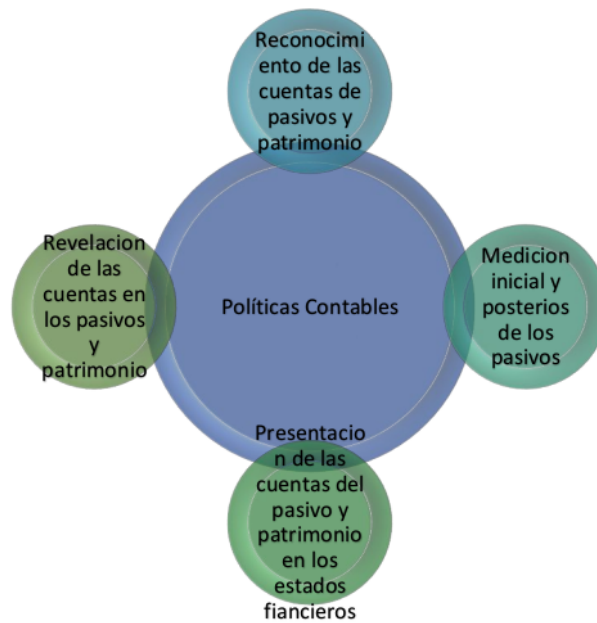 Reconocimi
ento de las
cuentas de
pasivos y
patrimonio
Revelacion
de las
cuentas en
los pasivos
y
patrimonio
Políticas Contables
Medicion
inicial y
posterios
de los
pasivos
Presentacio
n de las
cuentas del
pasivo y
patrimonio
en los
estados
fiancieros